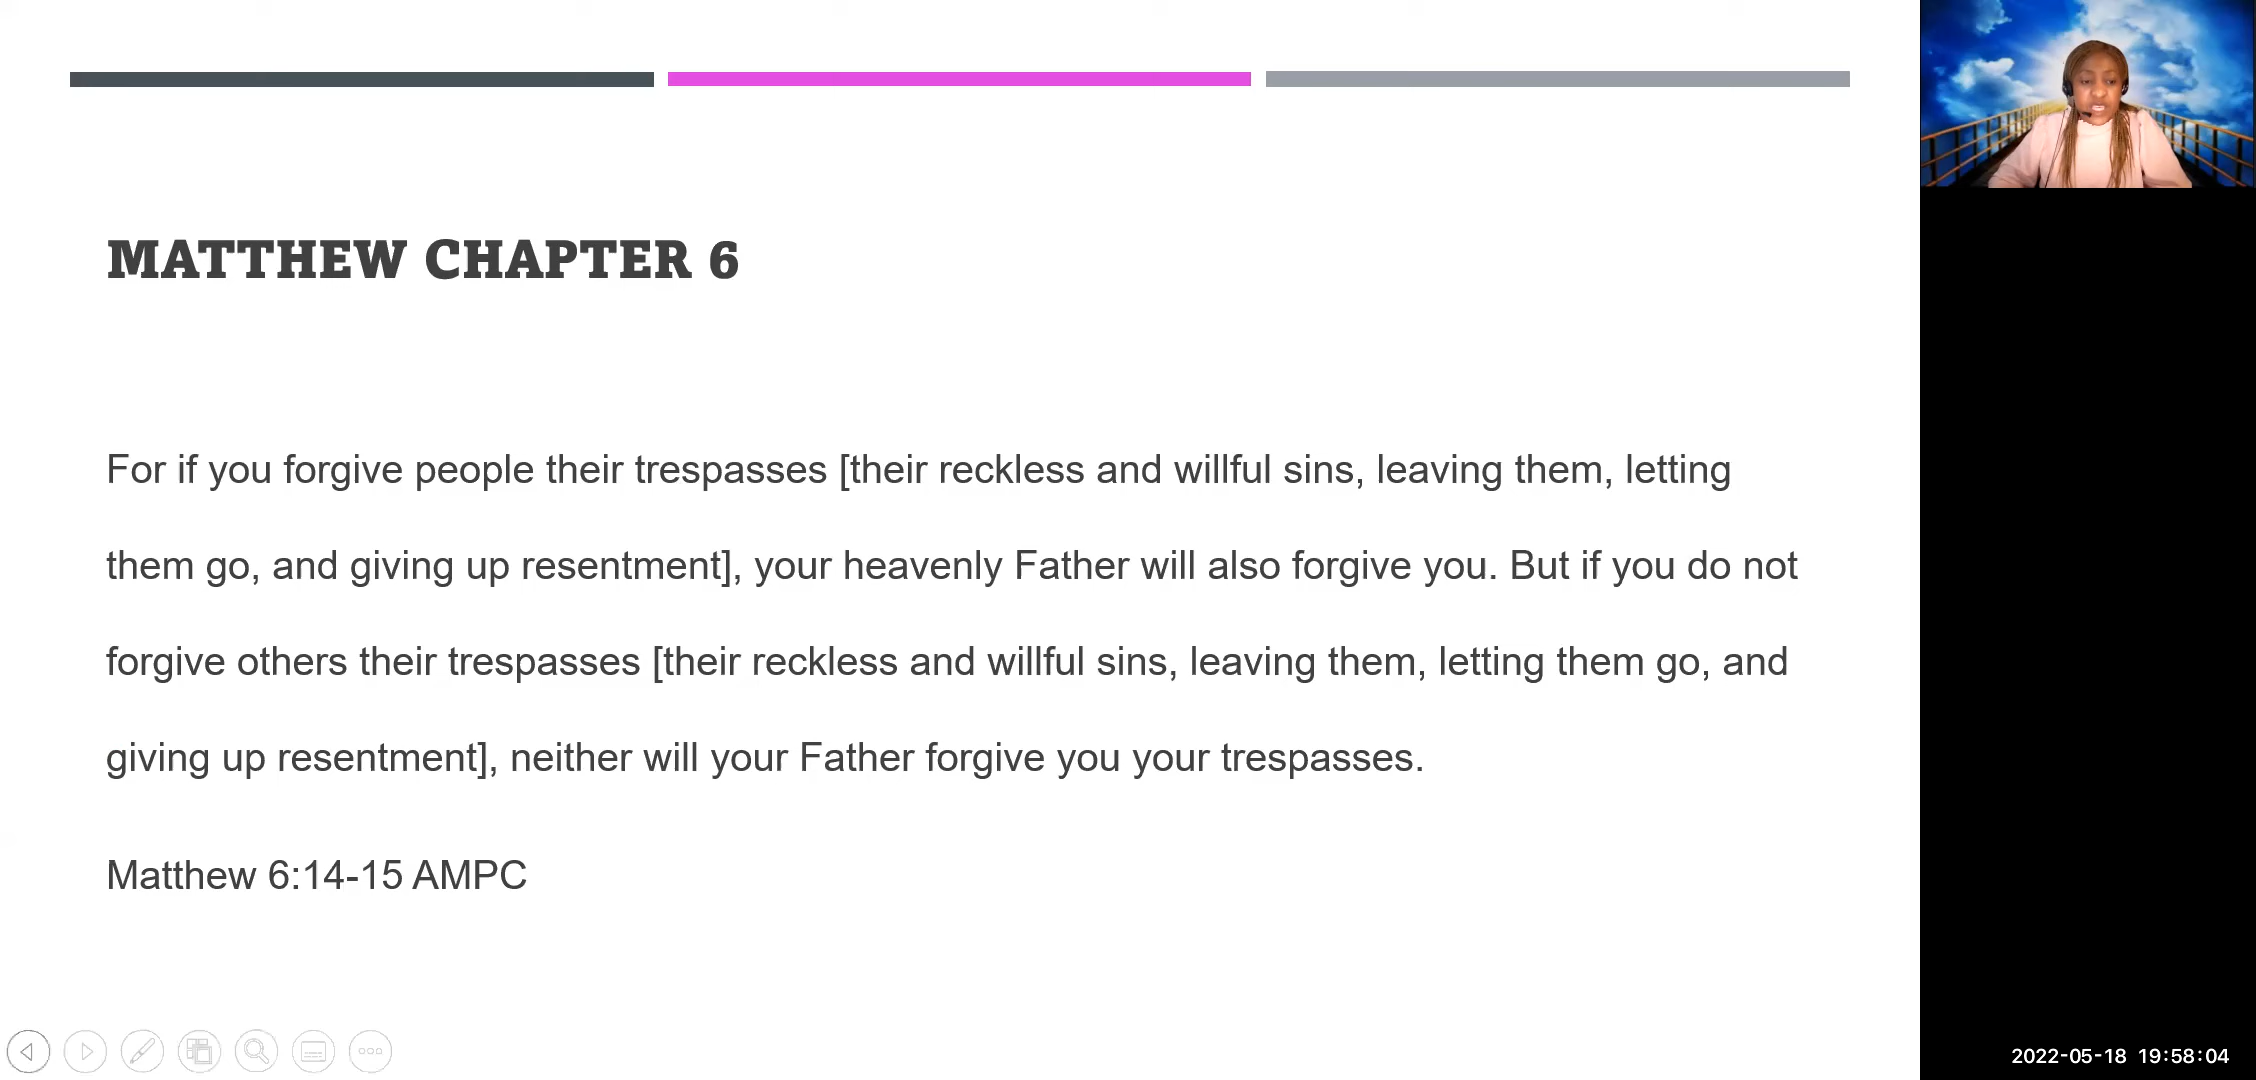 MATTHEW CHAPTER 6
For if you forgive people their trespasses [their reckless and willful sins, leaving them, letting
them go, and giving up resentment], your heavenly Father will also forgive you. But if you do not
forgive others their trespasses [their reckless and willful sins, leaving them, letting them go, and
giving up resentment], neither will your Father forgive you your trespasses.
Matthew 6:14-15 AMPC
2022-05-18 19:58:04